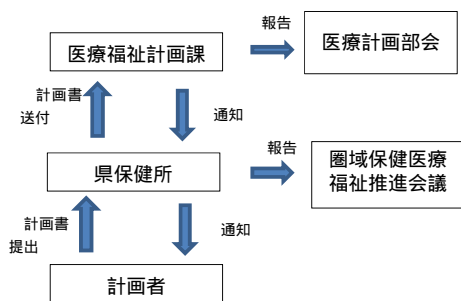 報告
医療福祉計画課
医療計画部会
計画書
送付
通知
報告
県保健所
圏域保健医療
福祉推進会議
計画書
提出
通知
計画者